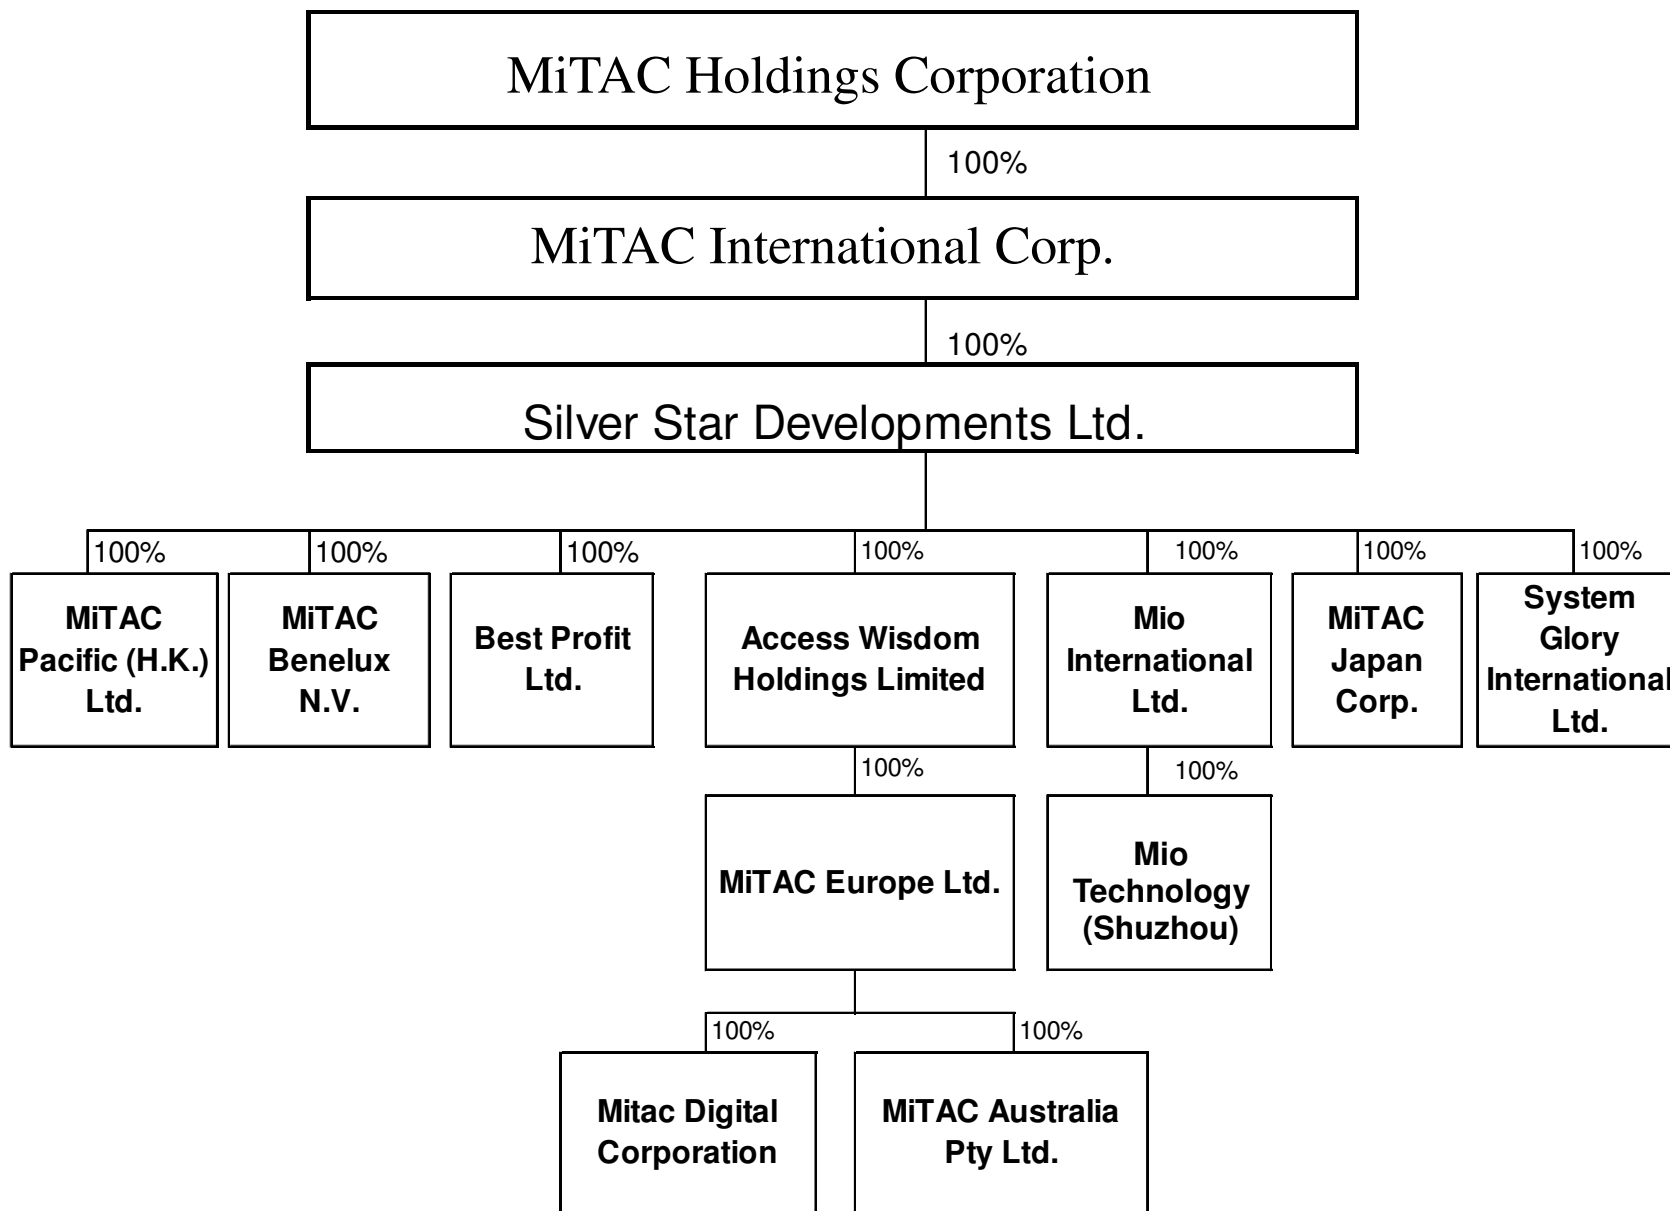 MiTAC Holdings Corporation
100%
MiTAC International Corp.
100%
Silver Star Developments Ltd.
100%
100%
100%
100%
100%
100%
100%
MiTAC
Pacific (H.K.)
Ltd.
MiTAC
Benelux
N.V.
Best Profit
Ltd.
Access Wisdom
Holdings Limited
Mio
International
Ltd.
MiTAC
Japan
Corp.
System
Glory
International
Ltd.
100%
100%
MiTAC Europe Ltd.
Mio
Technology
(Shuzhou)
100%
100%
Mitac Digital
Corporation
MiTAC Australia
Pty Ltd.